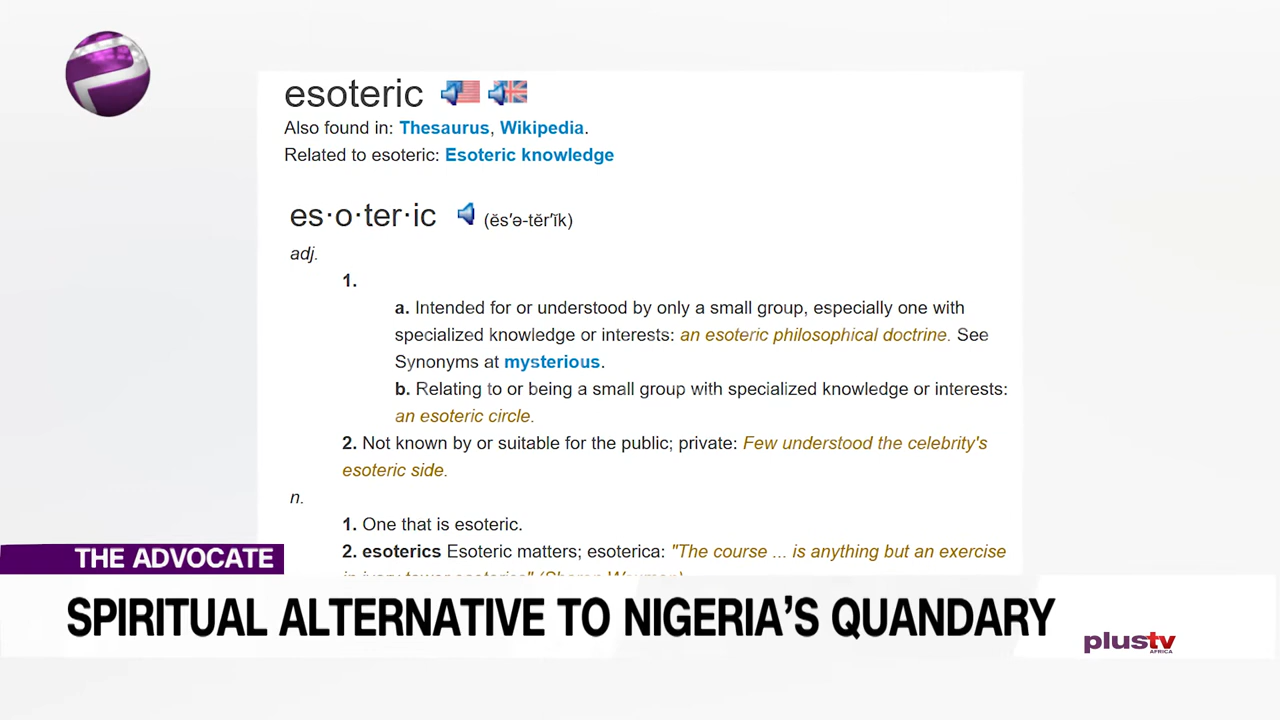 esoteric
Also found in: Thesaurus, Wikipedia.
Related to esoteric: Esoteric knowledge
es·o·ter·ic (ĕs′ə-tĕr′ĭk)
adj.
1.
a. Intended for or understood by only a small group, especially one with
specialized knowledge or interests: an esoteric philosophical doctrine. See
Synonyms at mysterious.
b. Relating to or being a small group with specialized knowledge or interests:
an esoteric circle.
2. Not known by or suitable for the public; private: Few understood the celebrity's
esoteric side.
n.
1. One that is esoteric.
2. esoterics Esoteric matters; esoterica: "The course ... is anything but an exercise
THE ADVOCATE
SPIRITUAL ALTERNATIVE TO NIGERIA'S QUANDARY
plustv
AFRICA